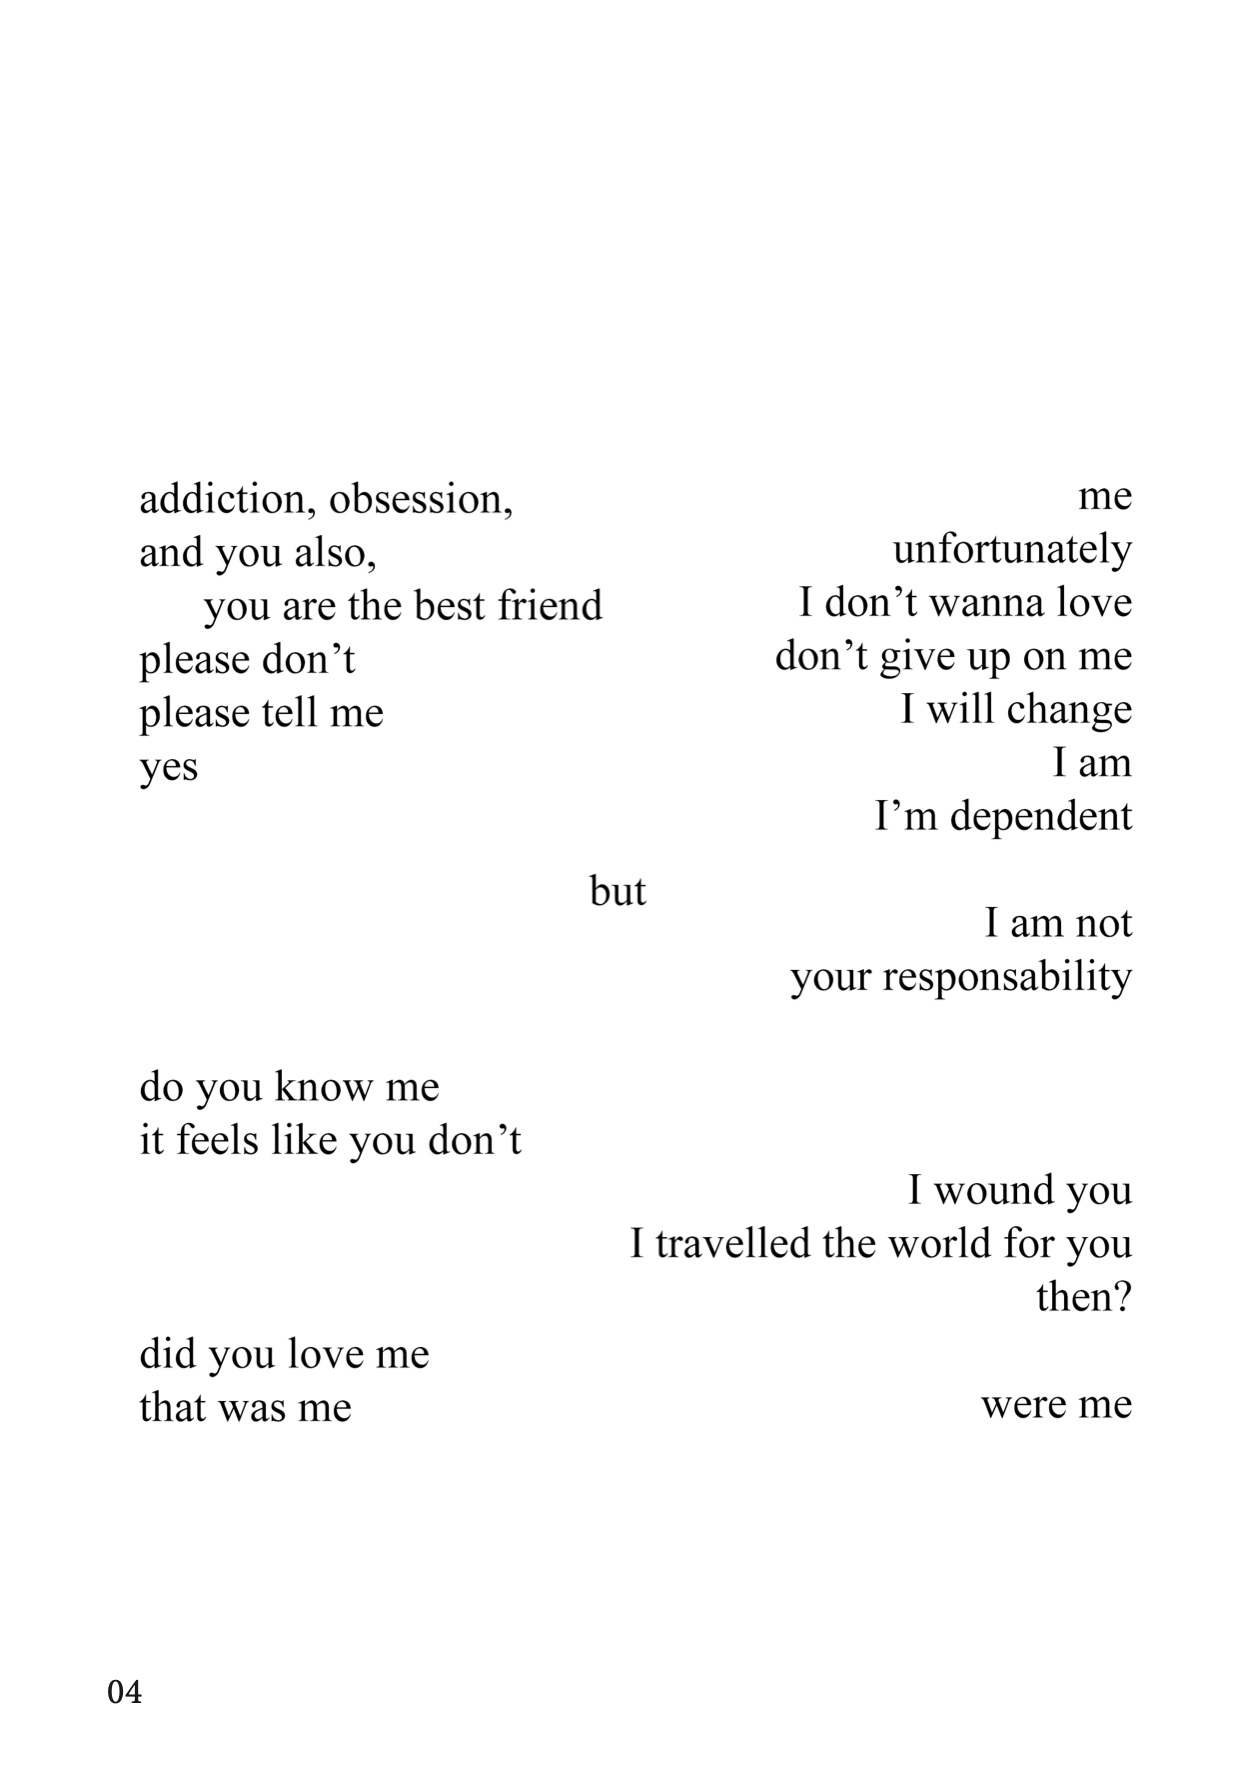 addiction, obsession, me
and you also, unfortunately
you are the best friend I don’t wanna love
please don’t don’t give up on me
please tell me I will change
yes I am
I’m dependent
but
I am not
your responsability
do you know me
it feels like you don’t
I wound you
I travelled the world for you
then?
did you love me
that was me were me
04